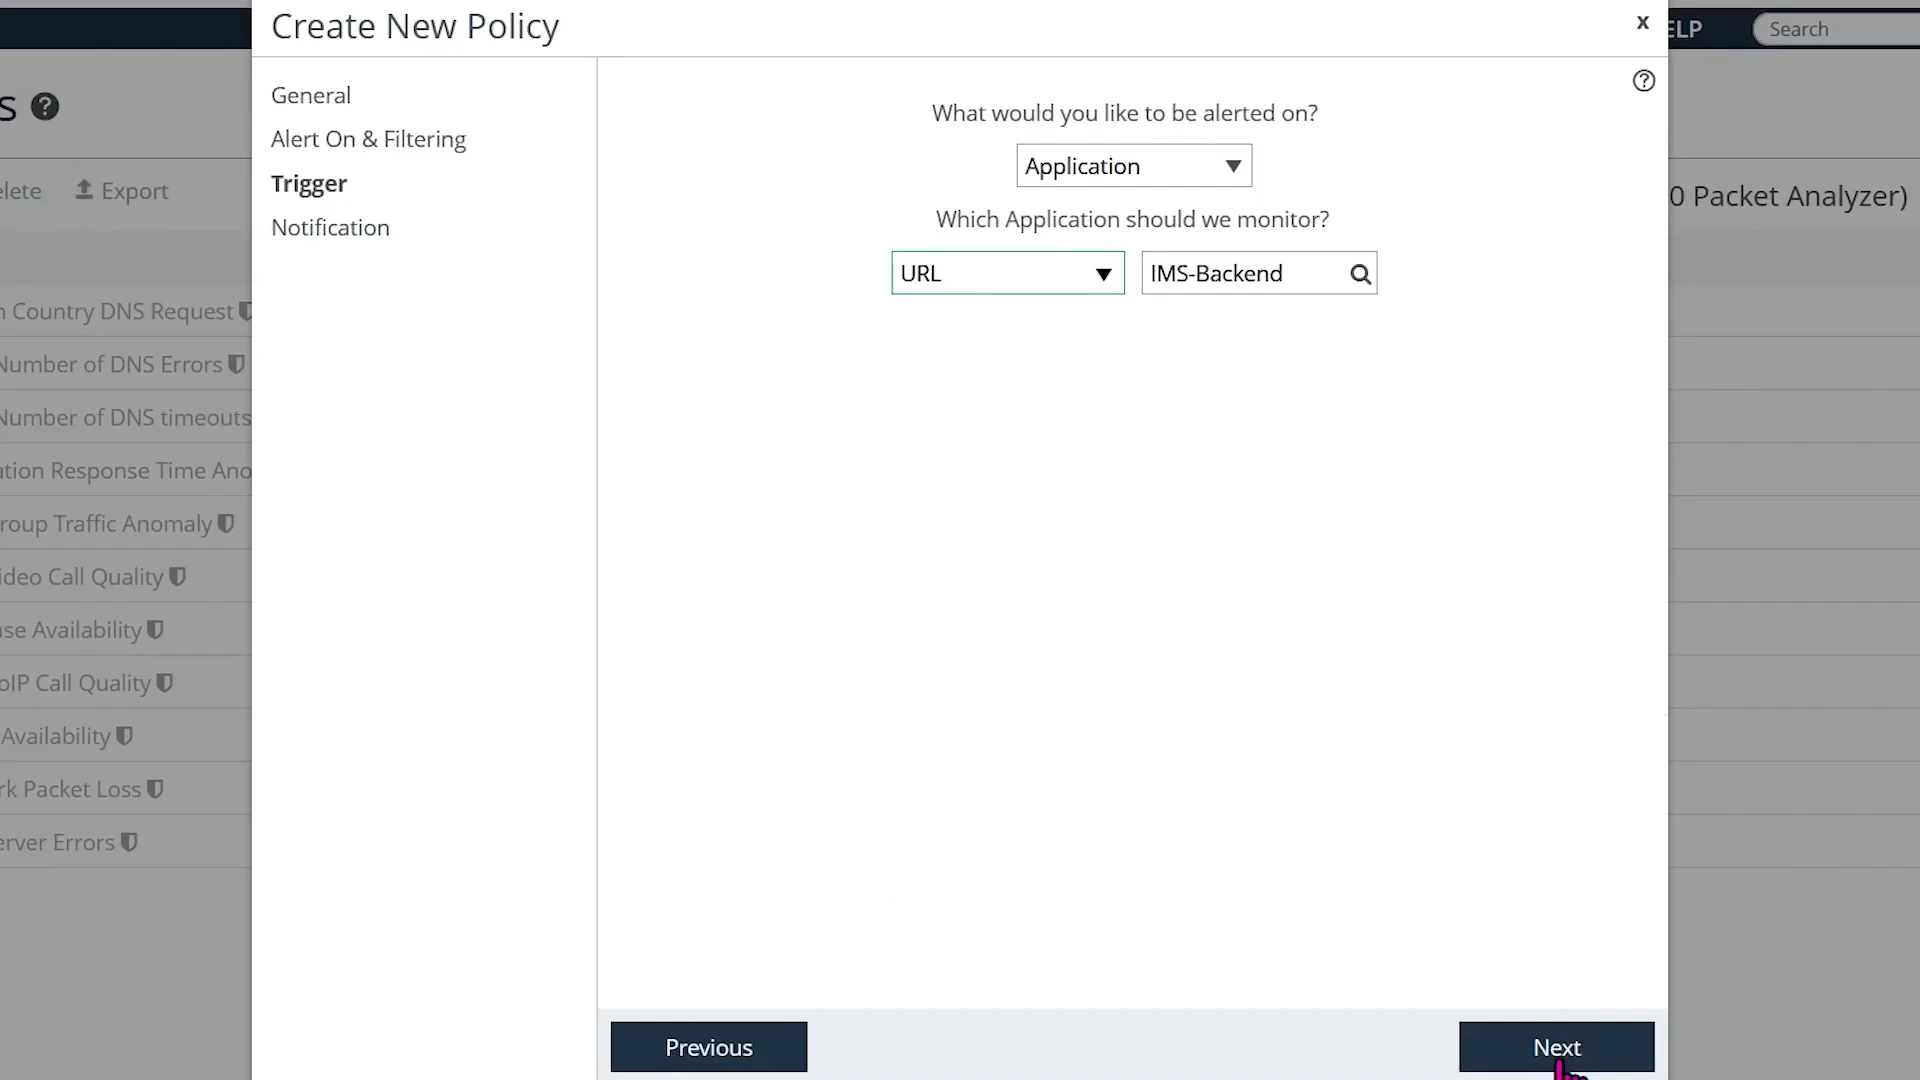 Create New Policy
x
ELP
Search
s
?
elete
Export
0 Packet Analyzer)
n Country DNS Request
Number of DNS Errors
Number of DNS timeouts
ation Response Time Ano
roup Traffic Anomaly
ideo Call Quality
ase Availability
oIP Call Quality
Availability
rk Packet Loss
erver Errors
General
Alert On & Filtering
Trigger
Notification
?
What would you like to be alerted on?
Application
Which Application should we monitor?
URL
IMS-Backend
Previous
Next